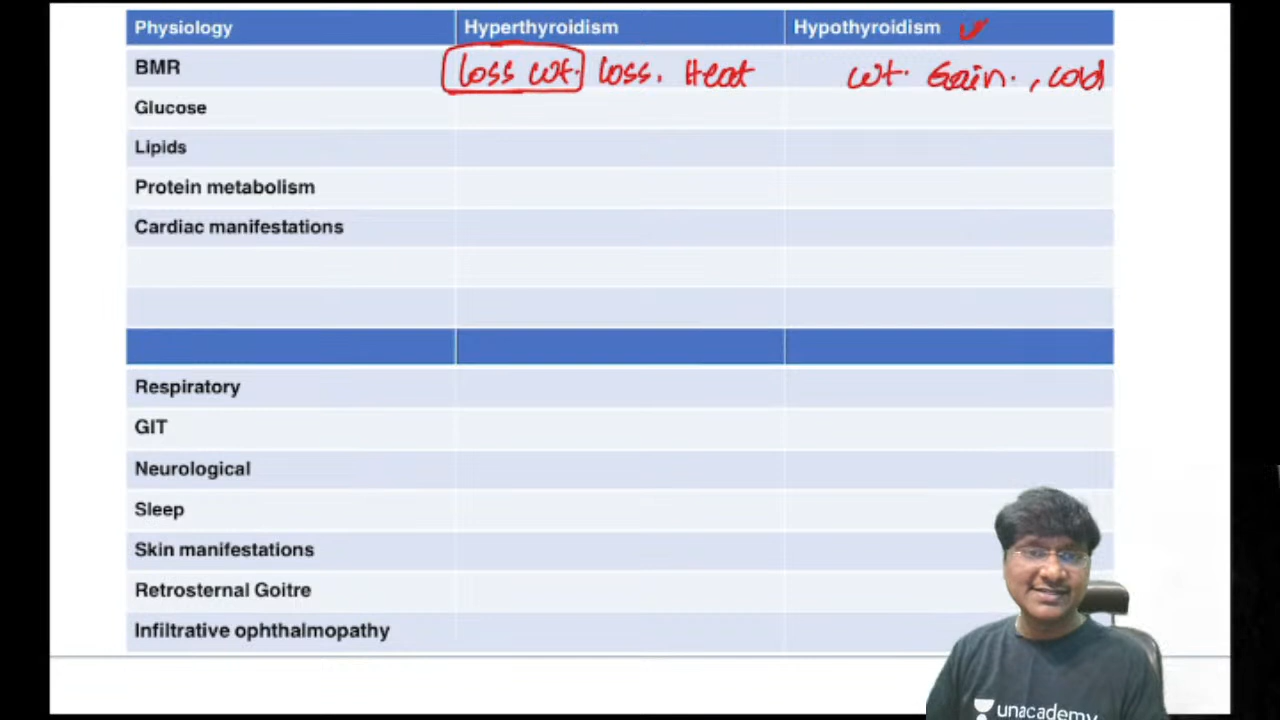 Physiology Hyperthyroidism Hypothyroidism
BMR loss wt. loss. Heat wt. Gain. , cold
Glucose
Lipids
Protein metabolism
Cardiac manifestations
Respiratory
GIT
Neurological
Sleep
Skin manifestations
Retrosternal Goitre
Infiltrative ophthalmopathy
unacademy